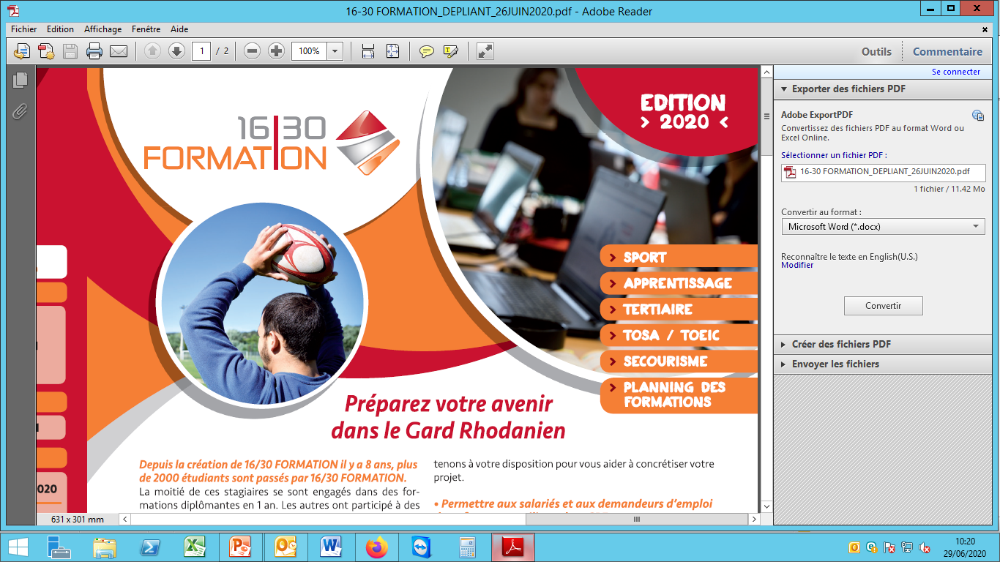 16-30 FORMATION_DEPLIANT_26JUIN2020.pdf - Adobe Reader
Fichier Edition Affichage Fenêtre Aide
1 / 2 100% Outils Commentaire
Se connecter
Exporter des fichiers PDF
Adobe ExportPDF
Convertissez des fichiers PDF au format Word ou
Excel Online.
Sélectionner un fichier PDF :
16-30 FORMATION_DEPLIANT_26JUIN2020.pdf
1 fichier / 11.42 Mo
Convertir au format :
Microsoft Word (*.docx)
Reconnaître le texte en English(U.S.)
Modifier
Convertir
Créer des fichiers PDF
Envoyer les fichiers
16|30
FORMATION
EDITION
> 2020 <
SPORT
APPRENTISSAGE
TERTIAIRE
TOSA / TOEIC
SECOURISME
PLANNING DES
FORMATIONS
Préparez votre avenir
dans le Gard Rhodanien
Depuis la création de 16/30 FORMATION il y a 8 ans, plus
de 2000 étudiants sont passés par 16/30 FORMATION.
La moitié de ces stagiaires se sont engagés dans des for-
mations diplômantes en 1 an. Les autres ont participé à des
tenons à votre disposition pour vous aider à concrétiser votre
projet.
• Permettre aux salariés et aux demandeurs d'emploi
020
631 x 301 mm
10:20
29/06/2020